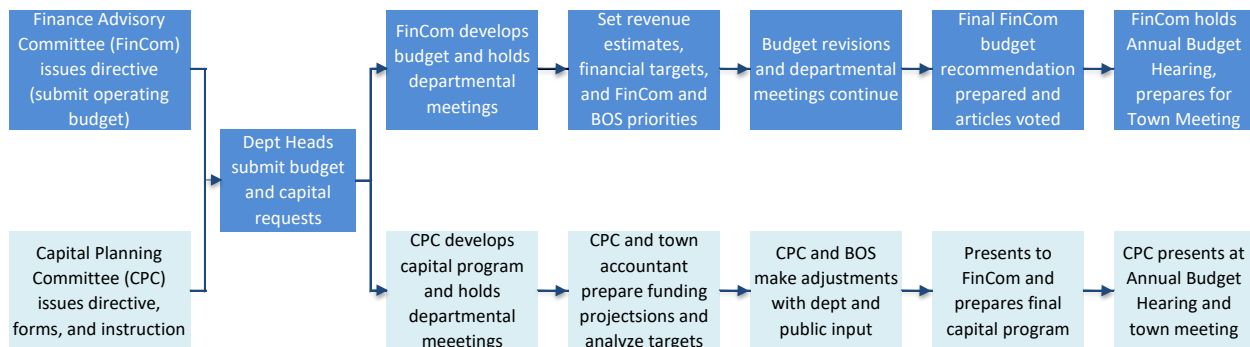 Finance Advisory
Committee (FinCom)
issues directive
(submit operating
budget)
Capital Planning
Committee (CPC)
issues directive,
forms, and instruction
Dept Heads
submit budget
and capital
requests
FinCom develops
budget and holds
departmental
meetings
Set revenue
estimates,
financial targets,
and FinCom and
BOS priorities
Budget revisions
and departmental
meetings continue
Final FinCom
budget
recommendation
prepared and
articles voted
FinCom holds
Annual Budget
Hearing,
prepares for
Town Meeting
CPC develops
capital program
and holds
departmental
meeetings
CPC and town
accountant
prepare funding
projectsions and
analyze targets
CPC and BOS
make adjustments
with dept and
public input
Presents to
FinCom and
prepares final
capital program
CPC presents at
Annual Budget
Hearing and
town meeting